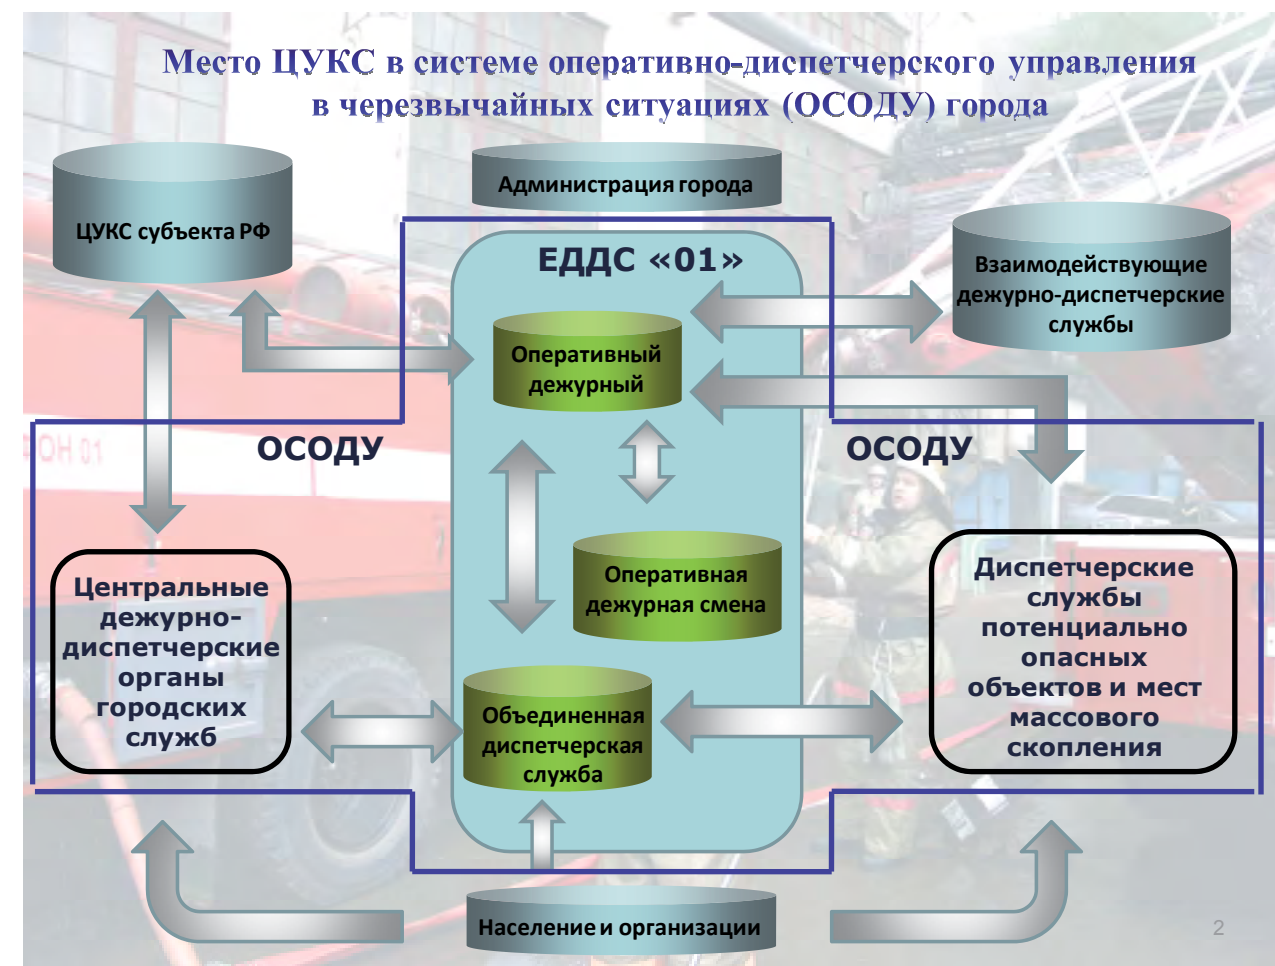 Место ЦУКС в системе оперативно-диспетчерского управления
в черезвычайных ситуациях (ОСОДУ) города
Администрация города
ЦУКС субъекта РФ
ЕДДС «01»
Взаимодействующие
дежурно-диспетчерские
службы
Оперативный
дежурный
ОСОДУ
ОСОДУ
ОН 01
Центральные
дежурно-
диспетчерские
органы
городских
служб
Оперативная
дежурная смена
Диспетчерские
службы
потенциально
опасных
объектов и мест
массового
скопления
Объединенная
диспетчерская
служба
Население и организации
2